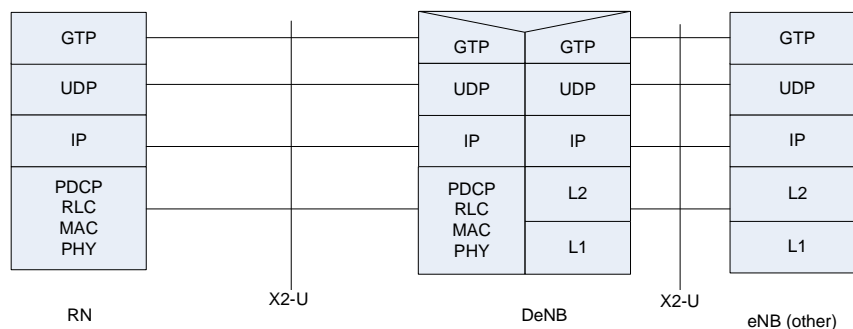 GTP
UDP
IP
PDCP
RLC
MAC
PHY
RN
X2-U
GTP GTP
UDP UDP
IP IP
PDCP
RLC
MAC
PHY
L2
L1
DeNB
X2-U
GTP
UDP
IP
L2
L1
eNB (other)